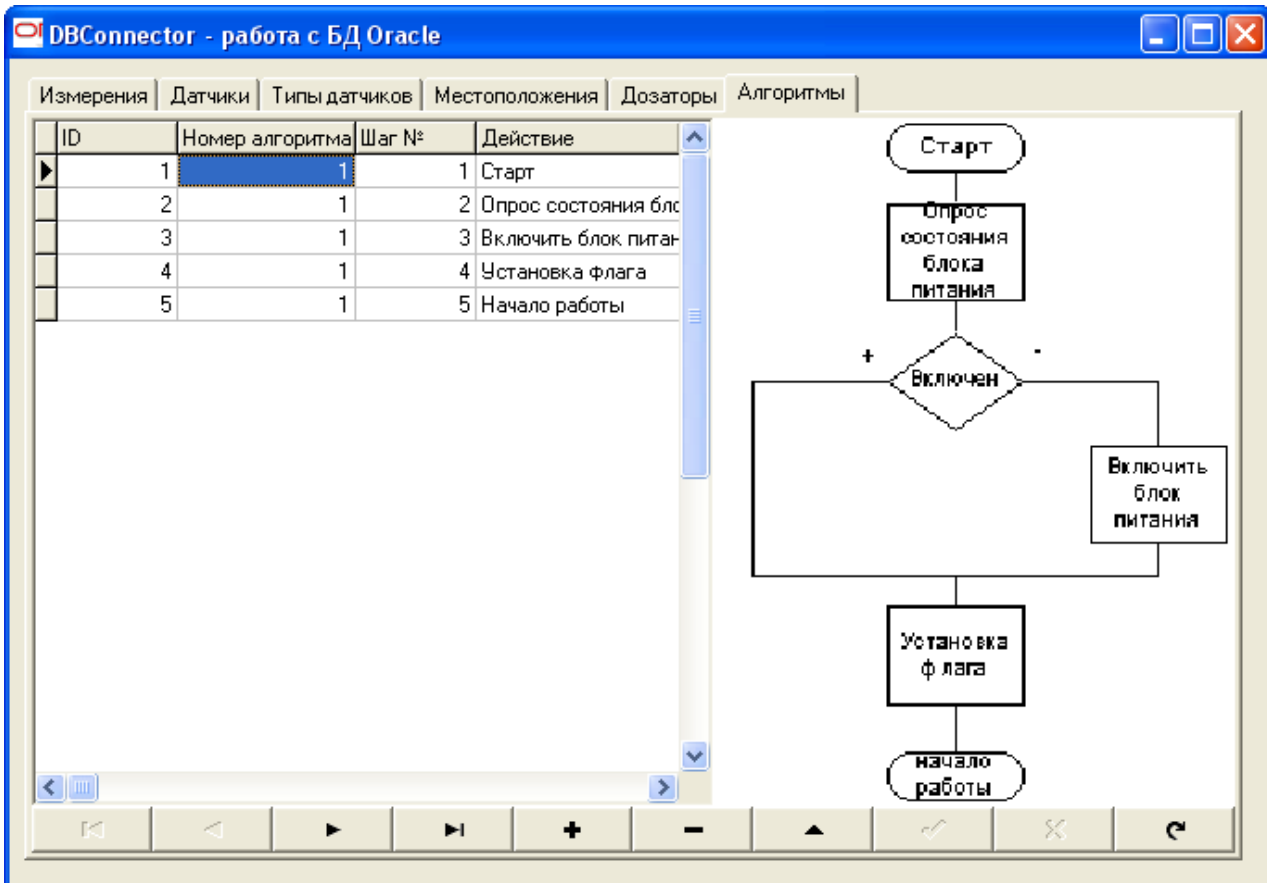 DBConnector - работа с БД Oracle
Измерения Датчики Типы датчиков Местоположения Дозаторы Алгоритмы
ID Номер алгоритма Шаг № Действие
1 1 1 Старт
2 1 2 Опрос состояния бло
3 1 3 Включить блок питан
4 1 4 Установка флага
5 1 5 Начало работы
Старт
Опрос
состояния
блока
питания
+ -
Включен
Включить
блок
питания
Установка
флага
начало
работы